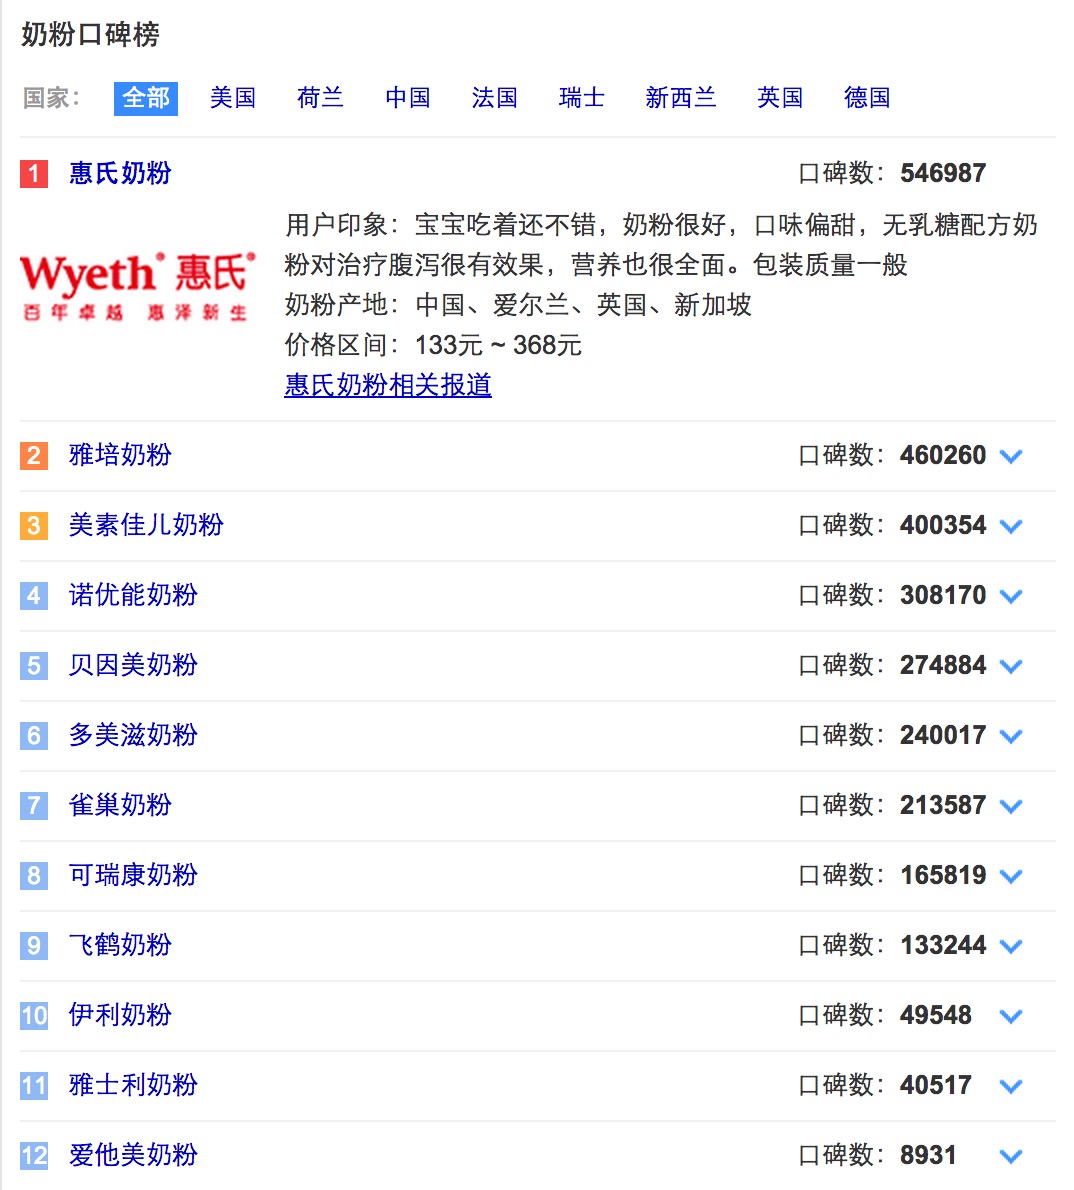 奶粉口碑榜
国家： 全部 美国 荷兰 中国 法国 瑞士 新西兰 英国 德国
1 惠氏奶粉 口碑数：546987
Wyeth® 惠氏®
百年卓越 惠泽新生
用户印象：宝宝吃着还不错，奶粉很好，口味偏甜，无乳糖配方奶
粉对治疗腹泻很有效果，营养也很全面。包装质量一般
奶粉产地：中国、爱尔兰、英国、新加坡
价格区间：133元 ~ 368元
惠氏奶粉相关报道
2 雅培奶粉 口碑数：460260
3 美素佳儿奶粉 口碑数：400354
4 诺优能奶粉 口碑数：308170
5 贝因美奶粉 口碑数：274884
6 多美滋奶粉 口碑数：240017
7 雀巢奶粉 口碑数：213587
8 可瑞康奶粉 口碑数：165819
9 飞鹤奶粉 口碑数：133244
10 伊利奶粉 口碑数：49548
11 雅士利奶粉 口碑数：40517
12 爱他美奶粉 口碑数：8931